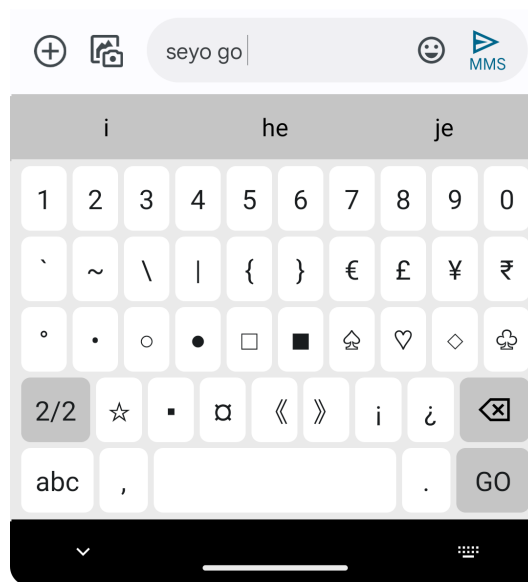 seyo go
MMS
i he je
1 2 3 4 5 6 7 8 9 0
` ~ \ | { } € £ ¥ ₹
° • ○ ● □ ■ ♤ ♡ ◇ ♧
2/2 ☆ ▪ ¤ 《 》 ¡ ¿
abc , . GO